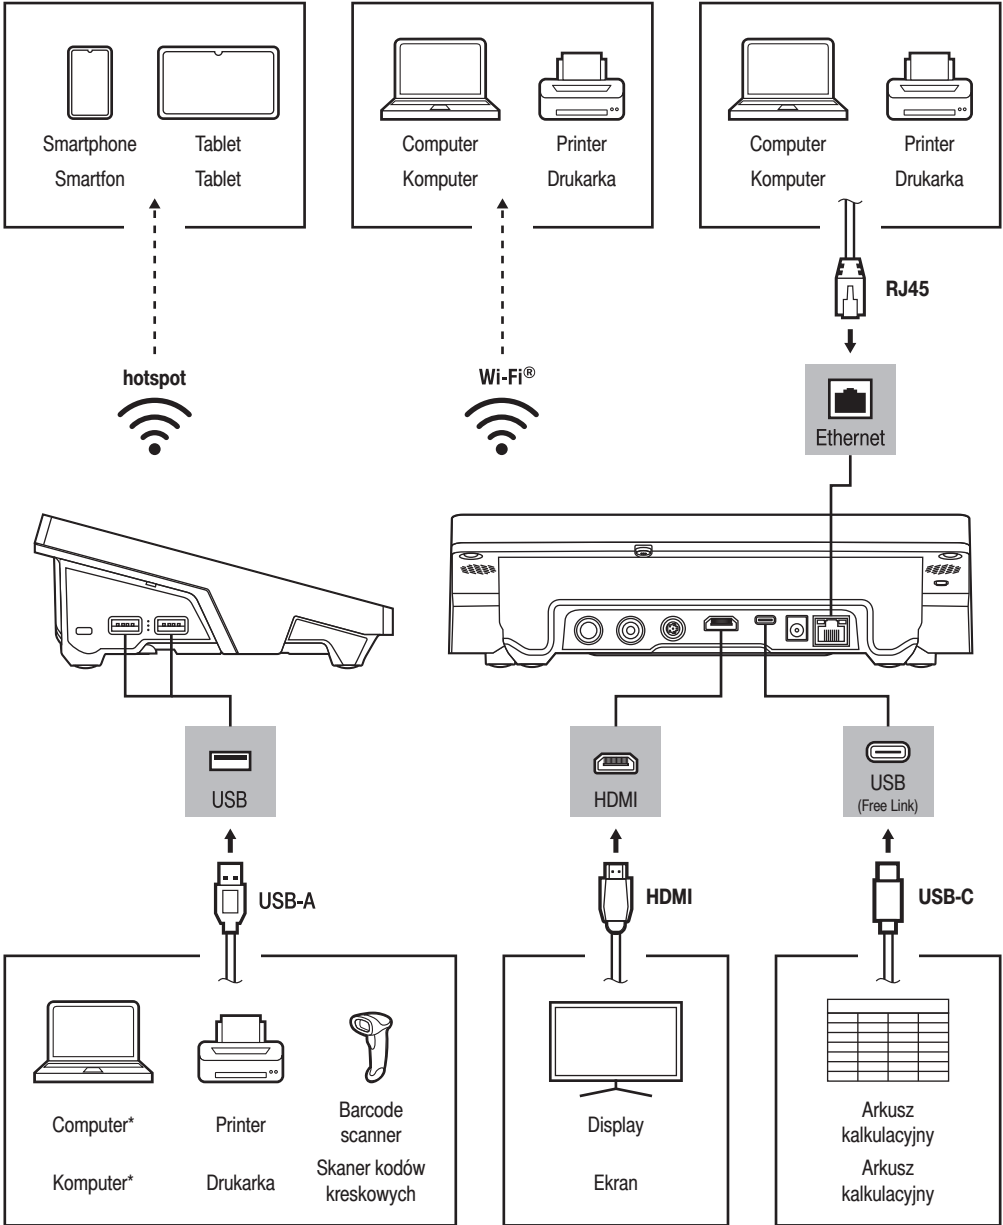 Smartphone
Smartfon
Tablet
Tablet
Computer
Komputer
Printer
Drukarka
Computer
Komputer
Printer
Drukarka
RJ45
hotspot
Wi-Fi®
Ethernet
USB
HDMI
USB
(Free Link)
USB-A
HDMI
USB-C
Computer*
Komputer*
Printer
Drukarka
Barcode
scanner
Skaner kodów
kreskowych
Display
Ekran
Arkusz
kalkulacyjny
Arkusz
kalkulacyjny